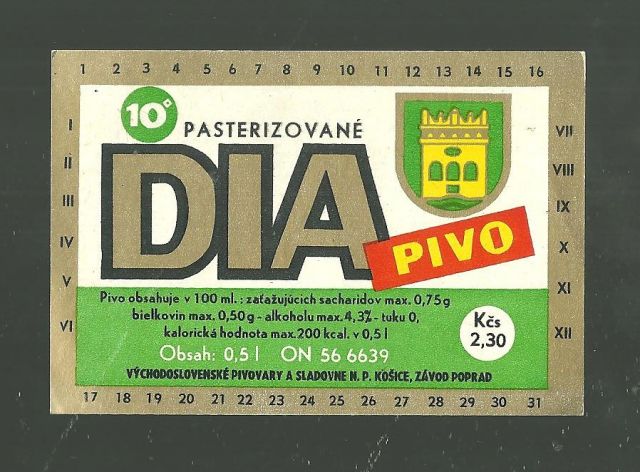 1 2 3 4 5 6 7 8 9 10 11 12 13 14 15 16
I
II
III
IV
V
VI
VII
VIII
IX
X
XI
XII
10°
PASTERIZOVANÉ
DIA
PIVO
Pivo obsahuje v 100 ml.: zaťažujúcich sacharidov max. 0,75g
bielkovin max. 0,50g - alkoholu max. 4,3% - tuku 0,
kalorická hodnota max. 200 kcal. v 0,5 l
Obsah: 0,5 l ON 56 6639
Kčs
2,30
VÝCHODOSLOVENSKÉ PIVOVARY A SLADOVNE N. P. KOŠICE, ZÁVOD POPRAD
17 18 19 20 21 22 23 24 25 26 27 28 29 30 31